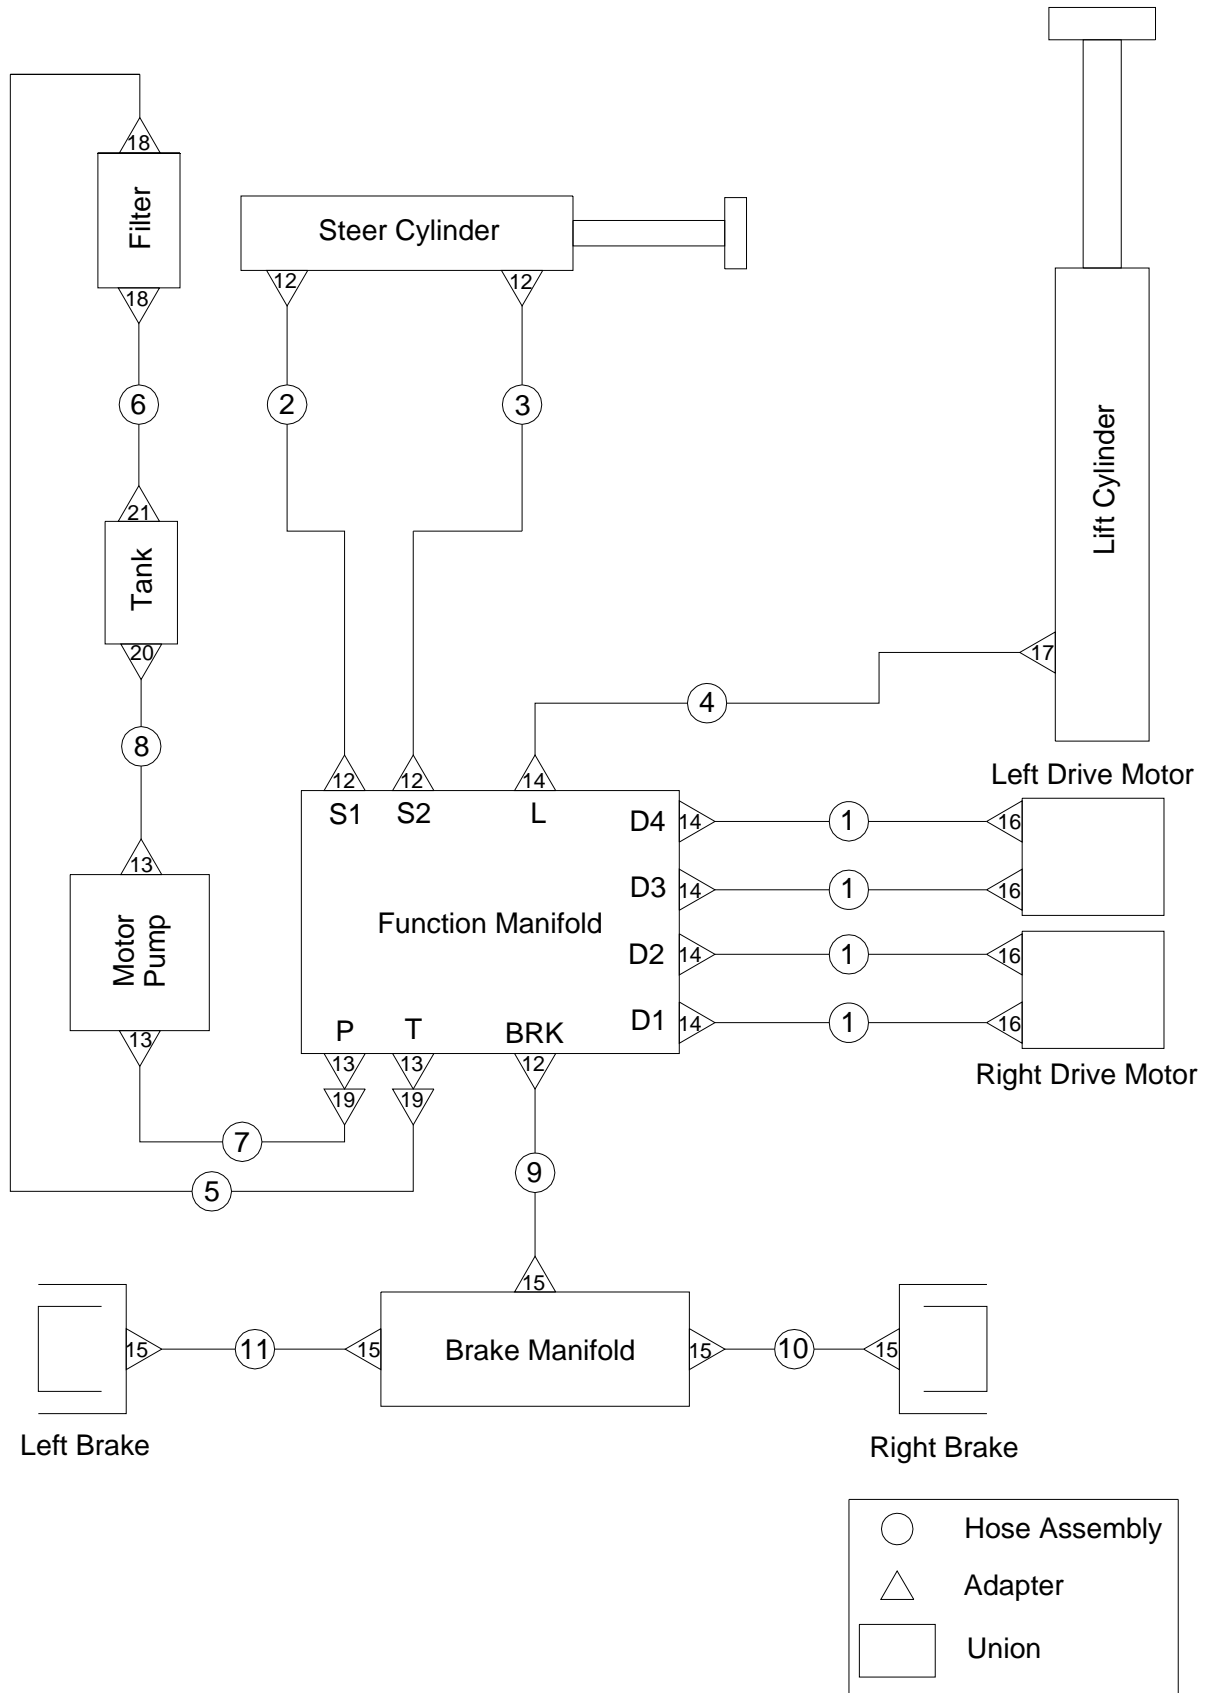 18
Filter
18
6
21
Tank
20
8
13
Motor
Pump
13
7
5
Steer Cylinder
12
12
2
3
12
12
14
4
17
Lift Cylinder
S1
S2
L
D4
14
1
16
Left Drive Motor
D3
14
1
16
Function Manifold
D2
14
1
16
D1
14
1
16
Right Drive Motor
P
T
BRK
13
13
12
19
19
9
15
15
11
15
Brake Manifold
15
10
15
Left Brake
Right Brake
Hose Assembly
Adapter
Union